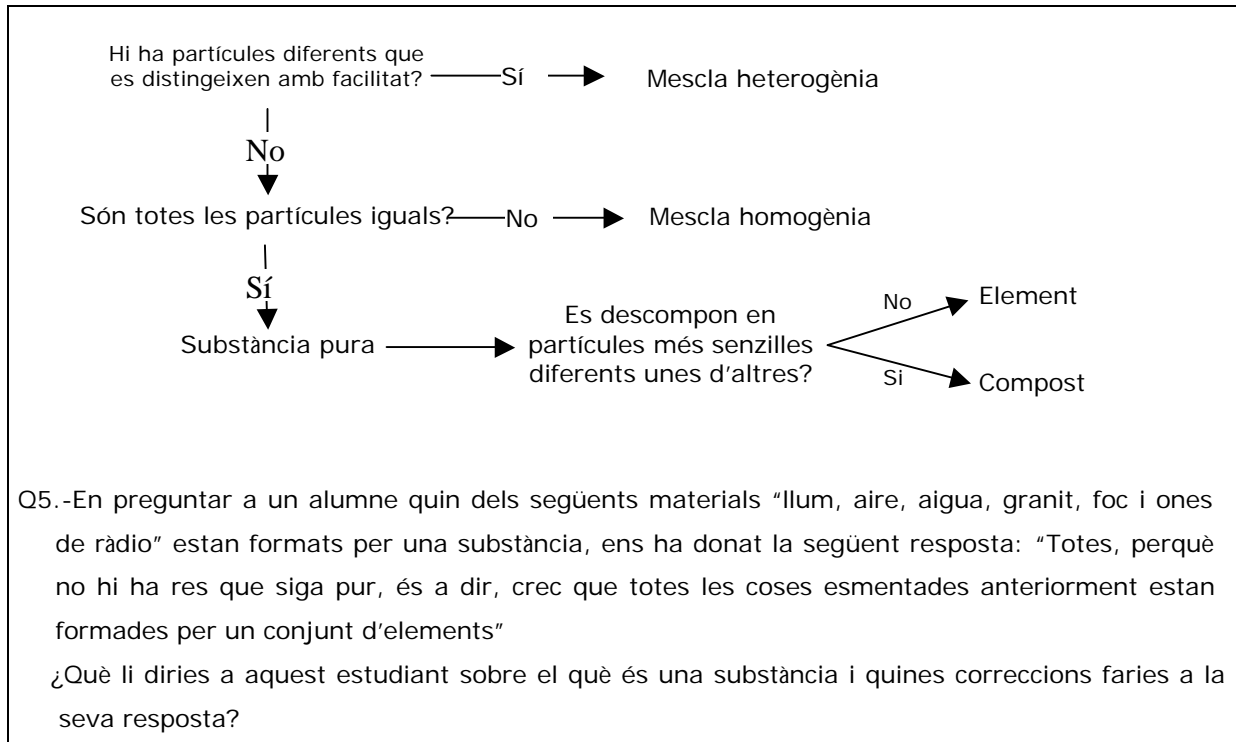 Hi ha partícules diferents que
es distingeixen amb facilitat?
Sí
Mescla heterogènia
No
Són totes les partícules iguals?
No
Mescla homogènia
Sí
Substància pura
Es descompon en
partícules més senzilles
diferents unes d'altres?
No
Element
Si
Compost
Q5.-En preguntar a un alumne quin dels següents materials "llum, aire, aigua, granit, foc i ones
de ràdio" estan formats per una substància, ens ha donat la següent resposta: "Totes, perquè
no hi ha res que siga pur, és a dir, crec que totes les coses esmentades anteriorment estan
formades per un conjunt d'elements"
¿Què li diries a aquest estudiant sobre el què és una substància i quines correccions faries a la
seva resposta?